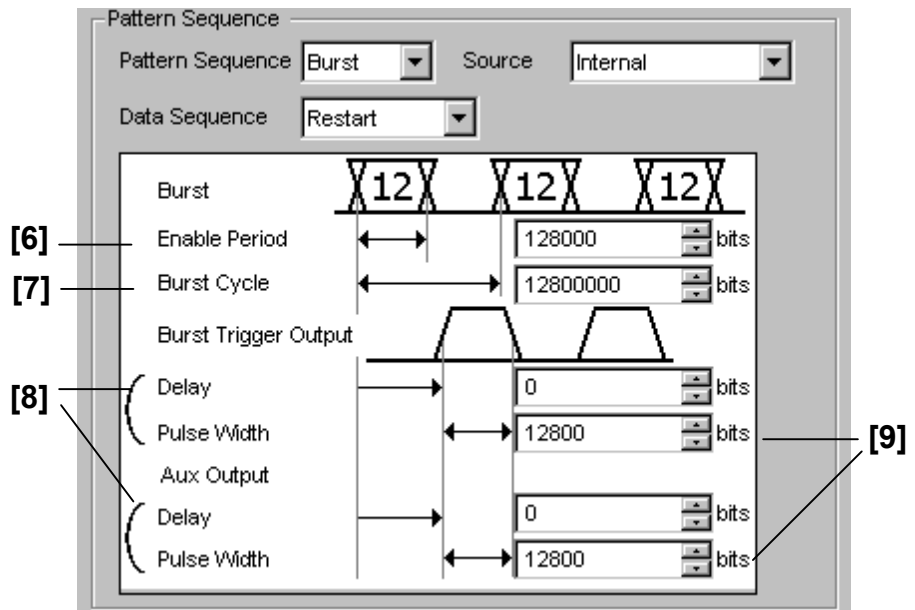 Pattern Sequence
Pattern Sequence Burst Source Internal
Data Sequence Restart
Burst 12 12 12
[6] Enable Period 128000 bits
[7] Burst Cycle 12800000 bits
Burst Trigger Output
[8] Delay 0 bits
Pulse Width 12800 bits [9]
Aux Output
Delay 0 bits
Pulse Width 12800 bits